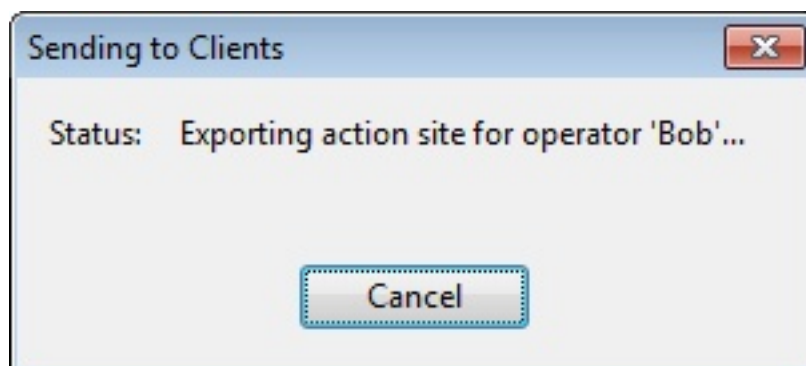 Sending to Clients
Status: Exporting action site for operator 'Bob'...
Cancel